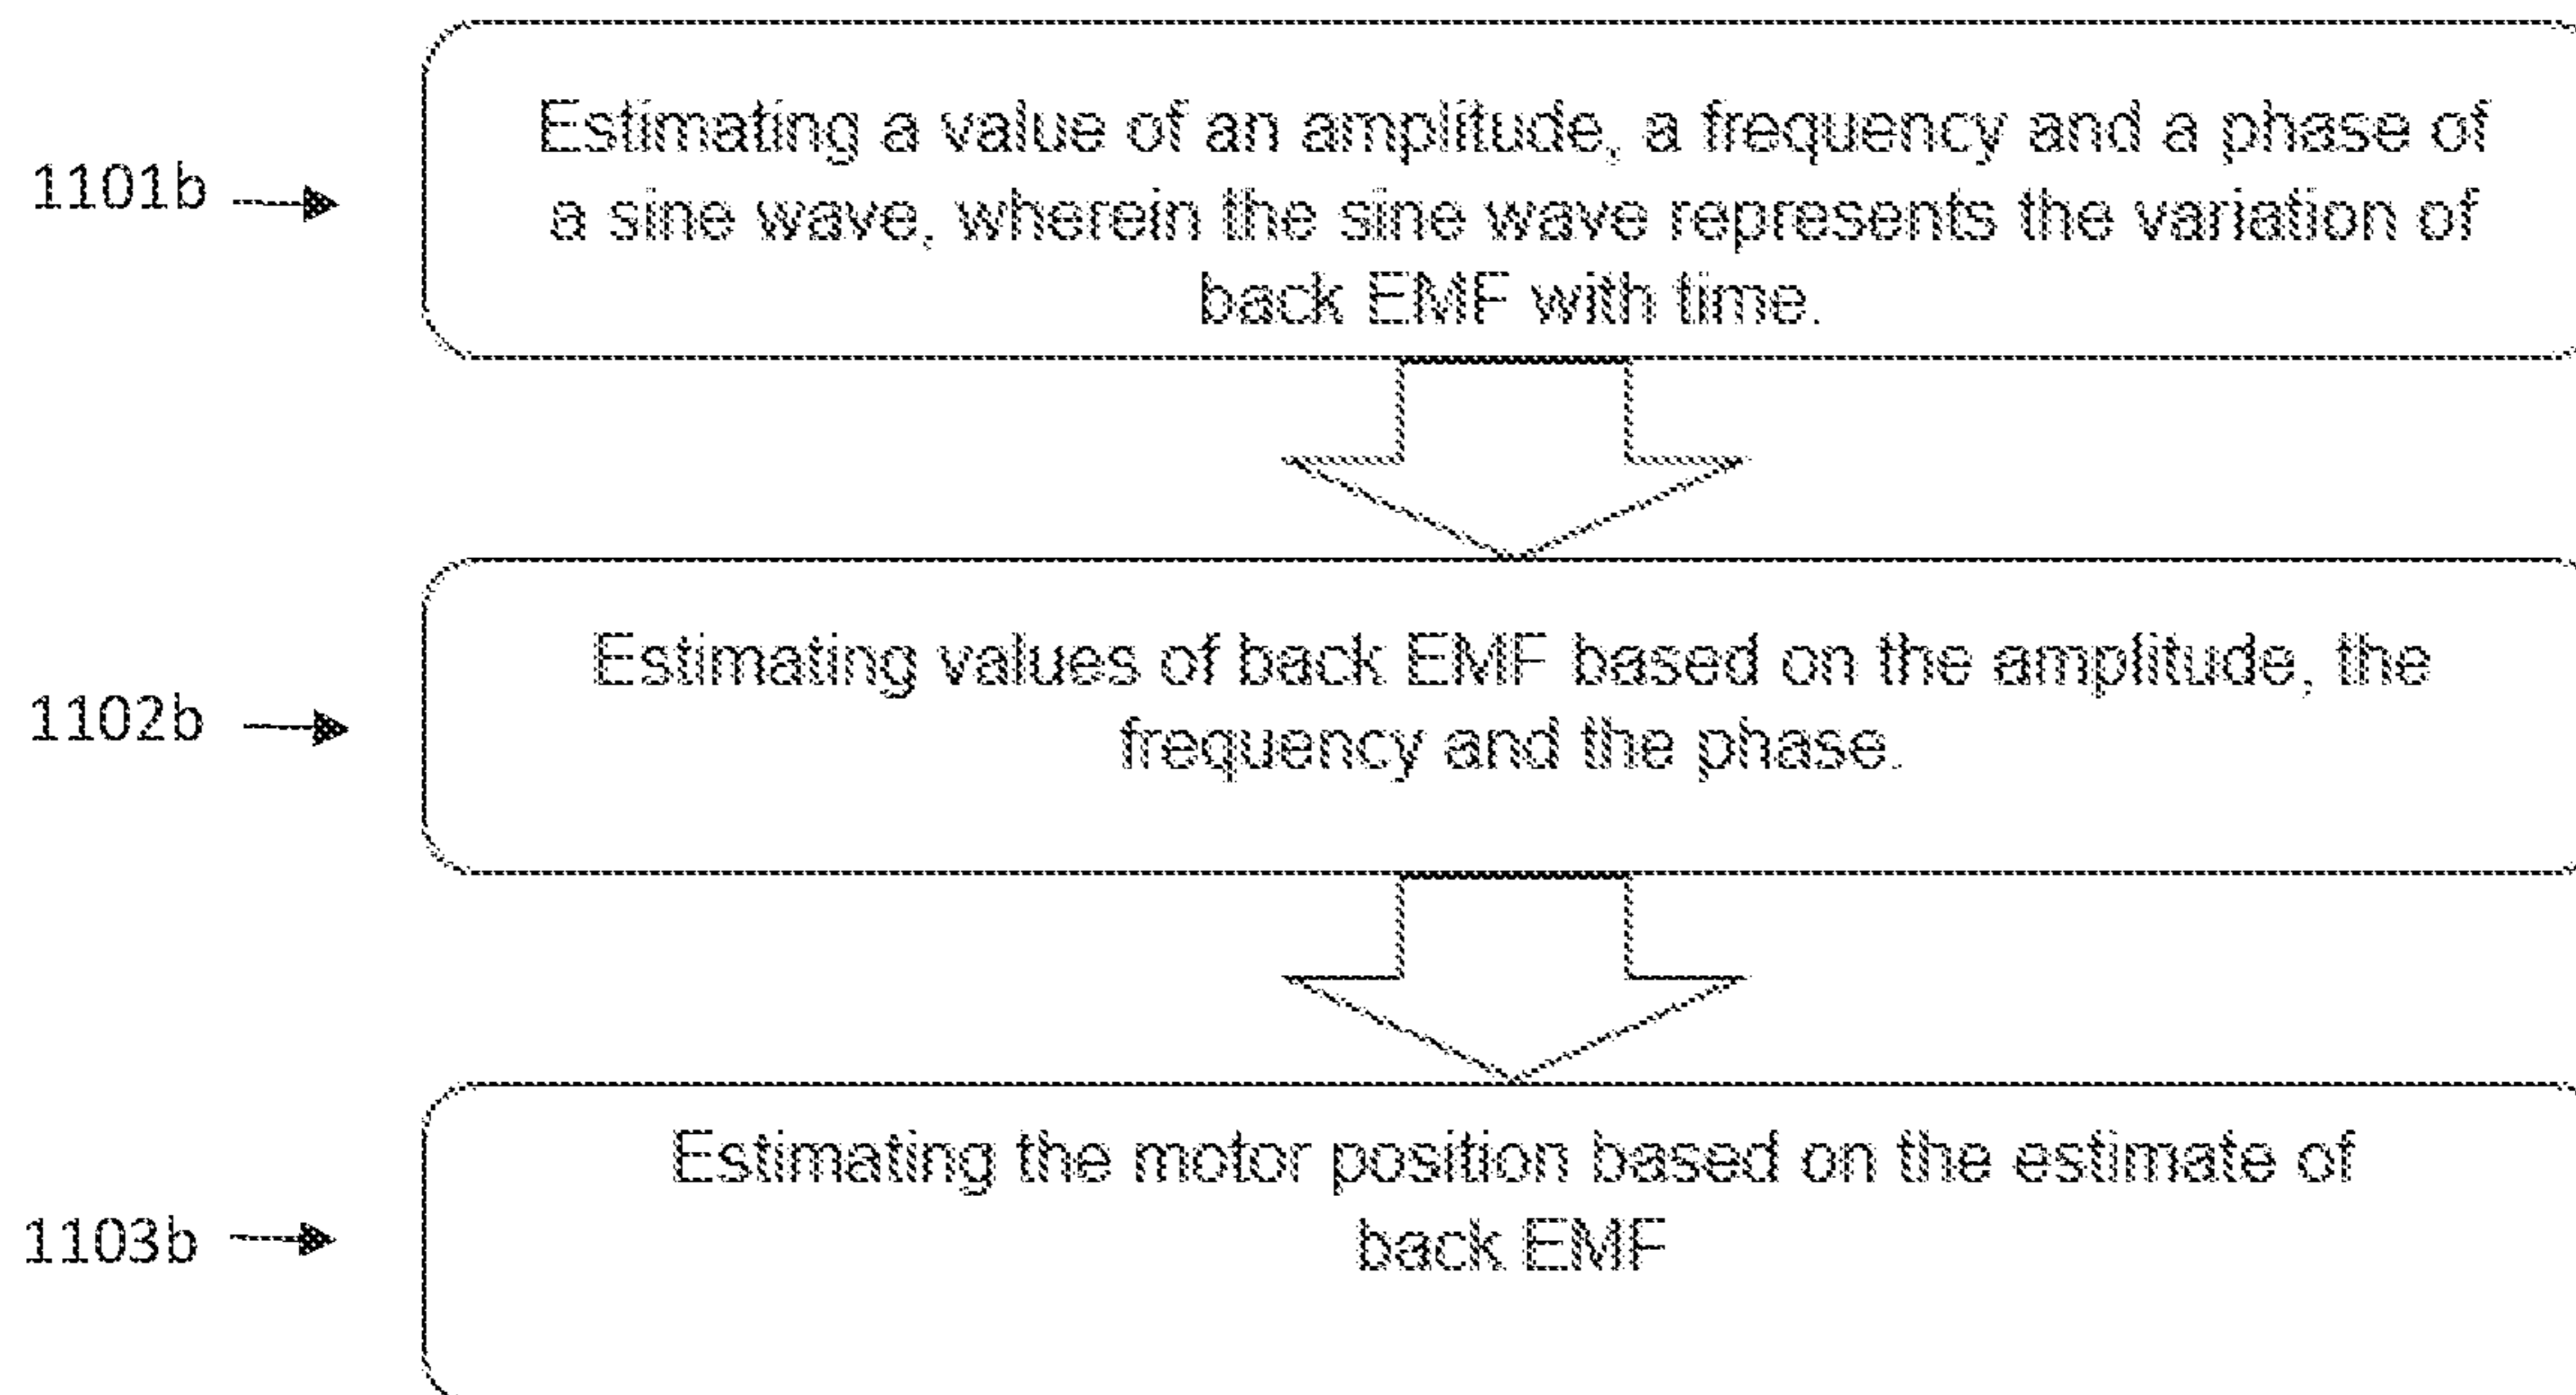 1101b
Estimating a value of an amplitude, a frequency and a phase of
a sine wave, wherein the sine wave represents the variation of
back EMF with time.
1102b
Estimating values of back EMF based on the amplitude, the
frequency and the phase.
1103b
Estimating the motor position based on the estimate of
back EMF